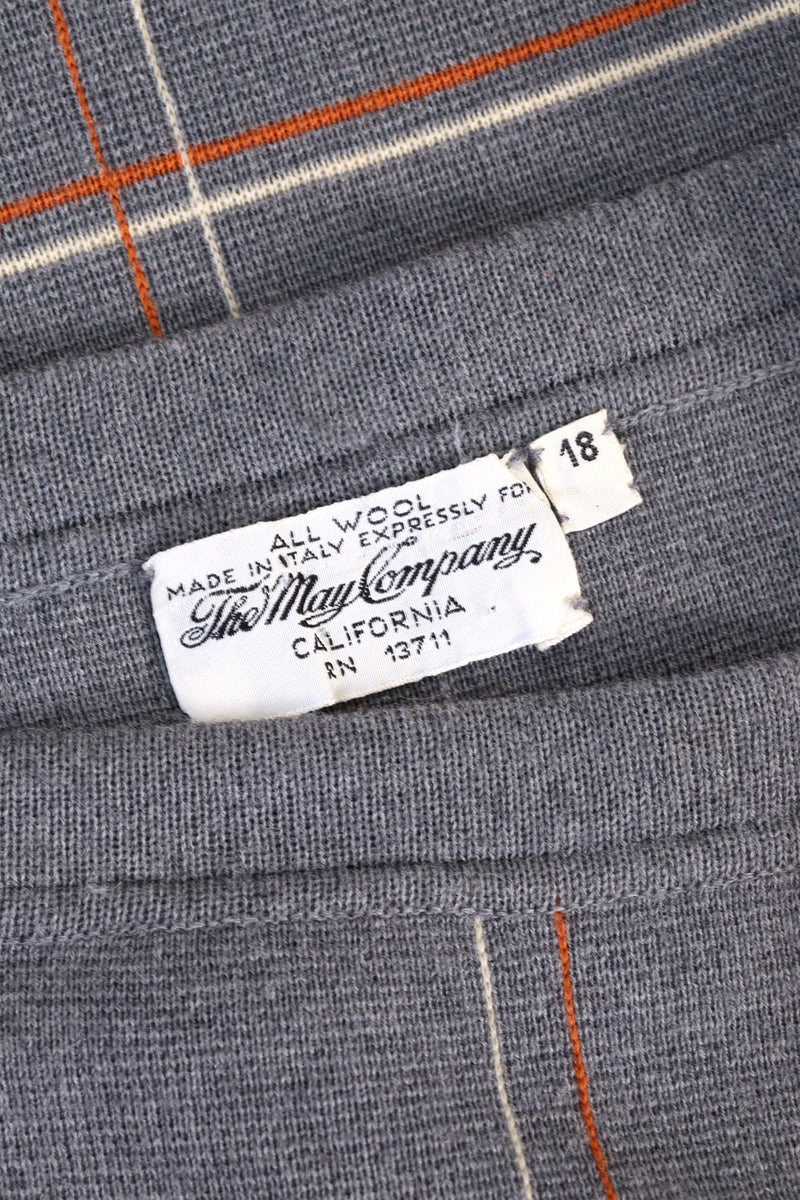 ALL WOOL
MADE IN ITALY EXPRESSLY FOR
The May Company
CALIFORNIA
RN 13711
18